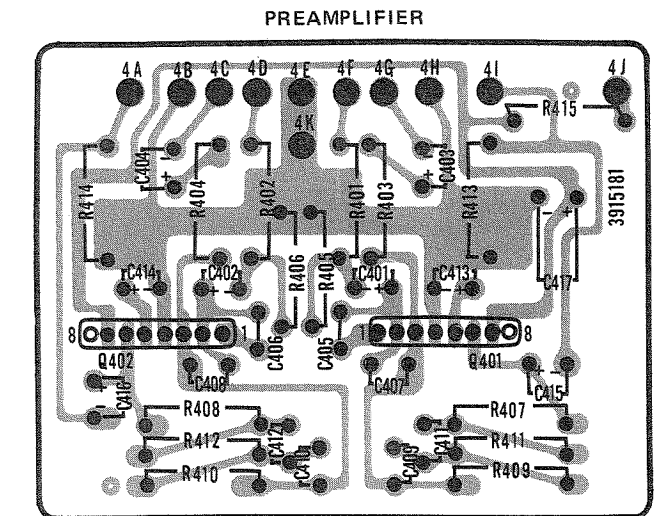 PREAMPLIFIER
4A 4B 4C 4D 4E 4F 4G 4H 4I 4J
R415
4K
C404 C403
R414 R404 R402 R401 R403 R413 3915181
R406 R405
C414 C402 C401 C413 C417
8 1 1 8
Q402 C406 C405 Q401
C416 C408 C407 C415
R408 R407
C412 C411
R412 R411
C410 C409
R410 R409